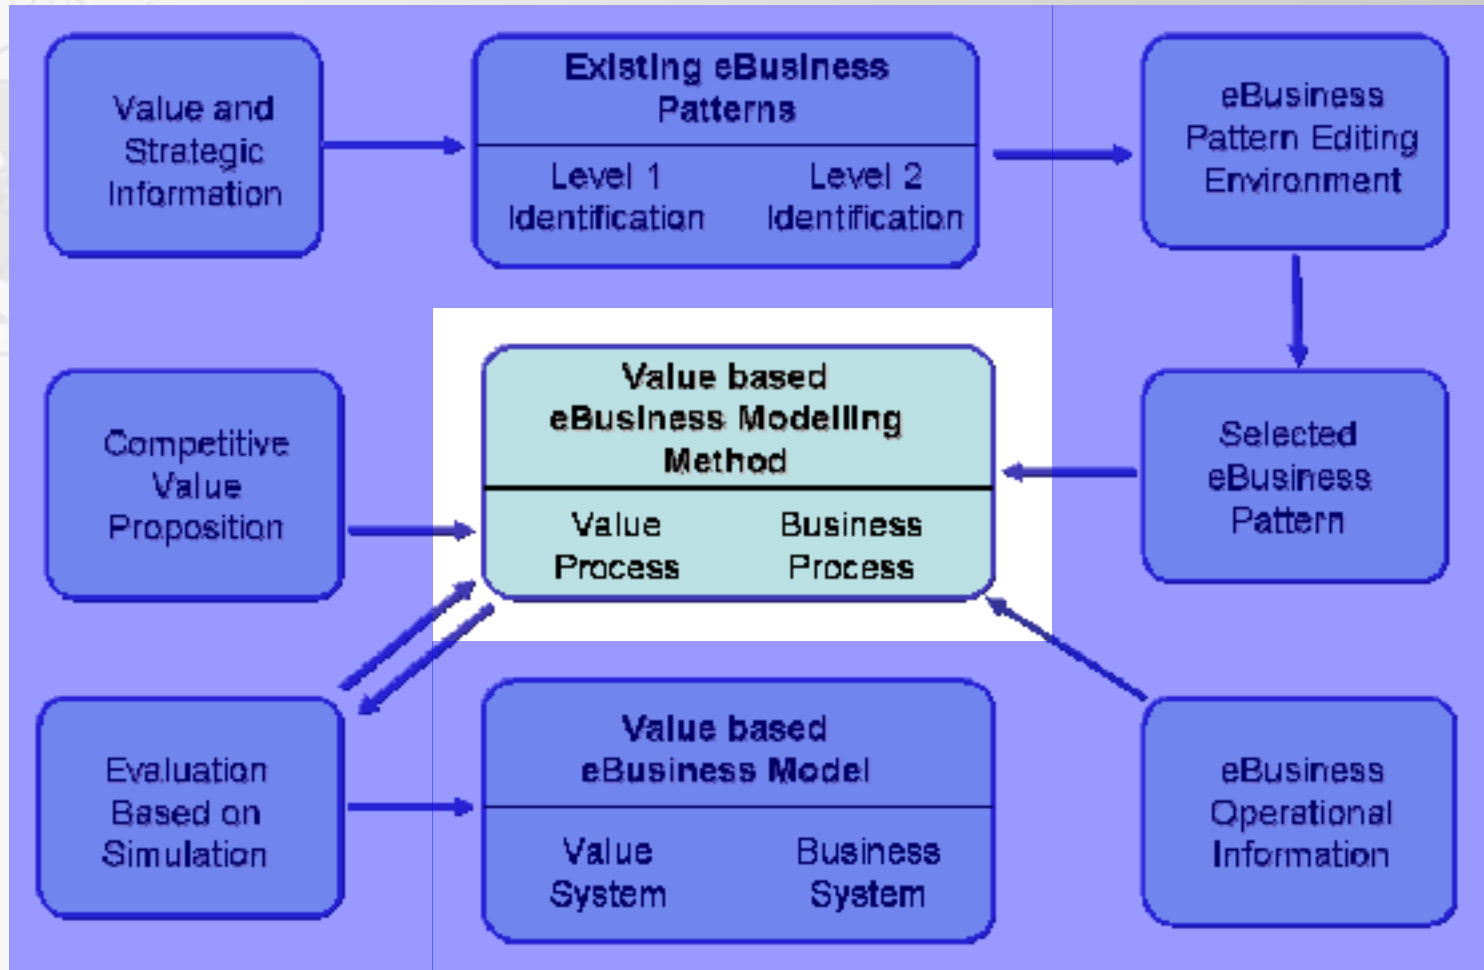 Value and
Strategic
Information
Existing eBusiness
Patterns
Level 1
Identification
Level 2
Identification
eBusiness
Pattern Editing
Environment
Competitive
Value
Proposition
Value based
eBusiness Modelling
Method
Value
Process
Business
Process
Selected
eBusiness
Pattern
Evaluation
Based on
Simulation
Value based
eBusiness Model
Value
System
Business
System
eBusiness
Operational
Information